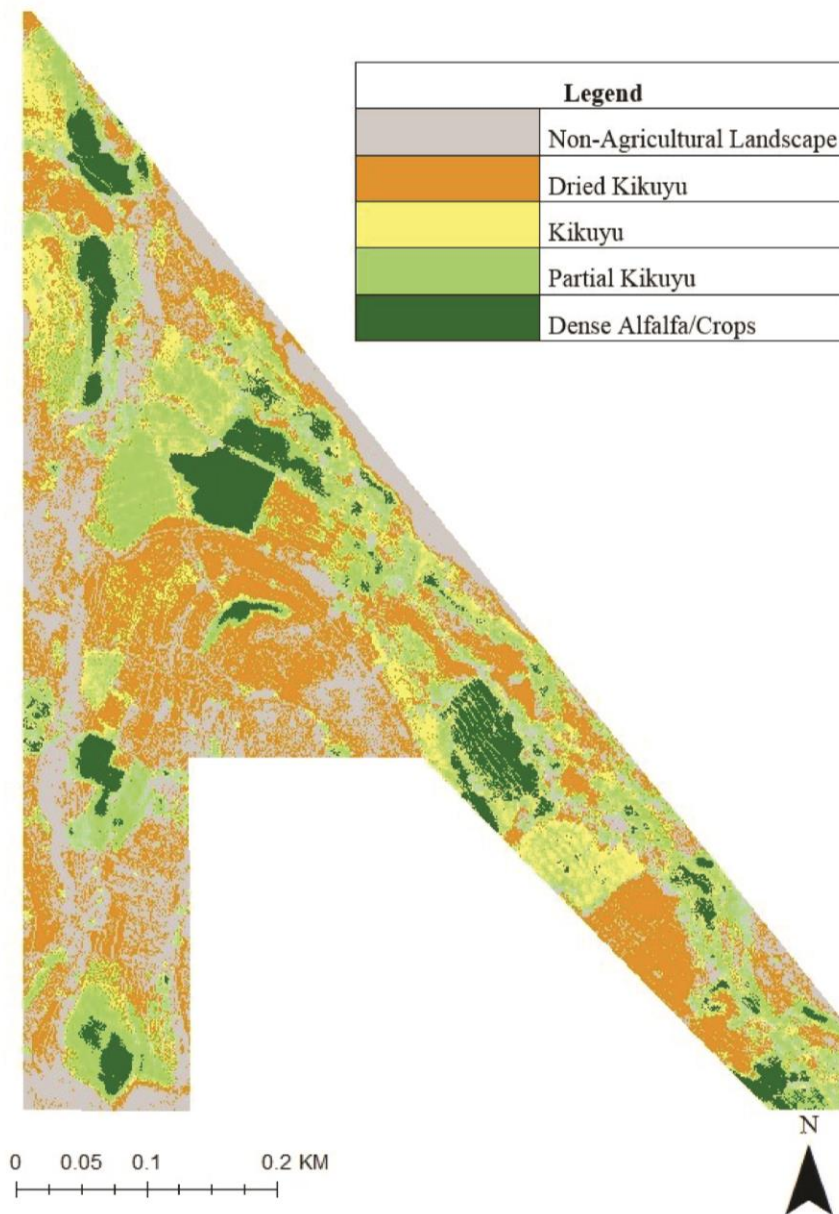 Legend
Non-Agricultural Landscape
Dried Kikuyu
Kikuyu
Partial Kikuyu
Dense Alfalfa/Crops
0 0.05 0.1 0.2 KM
N